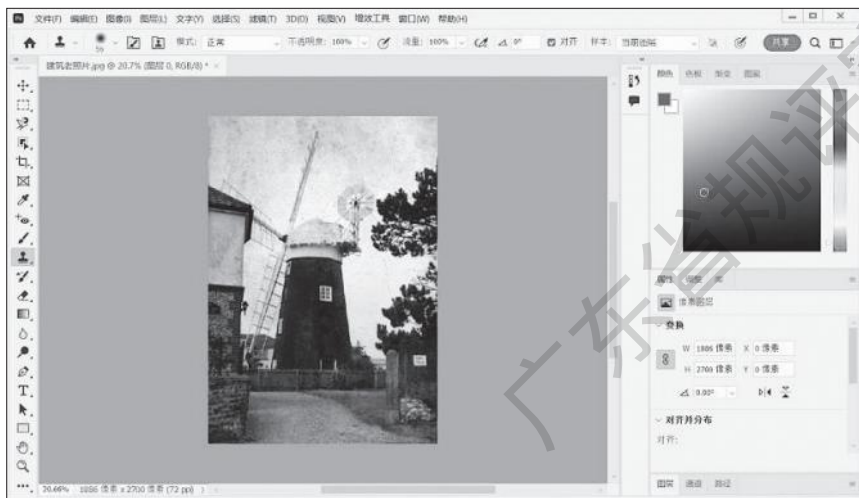 文件(F) 编辑(E) 图像(I) 图层(L) 文字(Y) 选择(S) 滤镜(T) 3D(O) 视图(V) 增效工具 窗口(W) 帮助(H)
59 模式: 正常 不透明度: 100% 流量: 100% 0° 对齐 样本: 当前图层 共享
建筑老照片.jpg @ 20.7% (图层 0, RGB/8) * ×
颜色 色板 渐变 图案
属性 调整 库
像素图层
变换
W 1886 像素 X 0 像素
H 2700 像素 Y 0 像素
0.00°
对齐并分布
对齐:
图层 通道 路径
20.66% 1886 像素 x 2700 像素 (72 ppi)
广东省规评